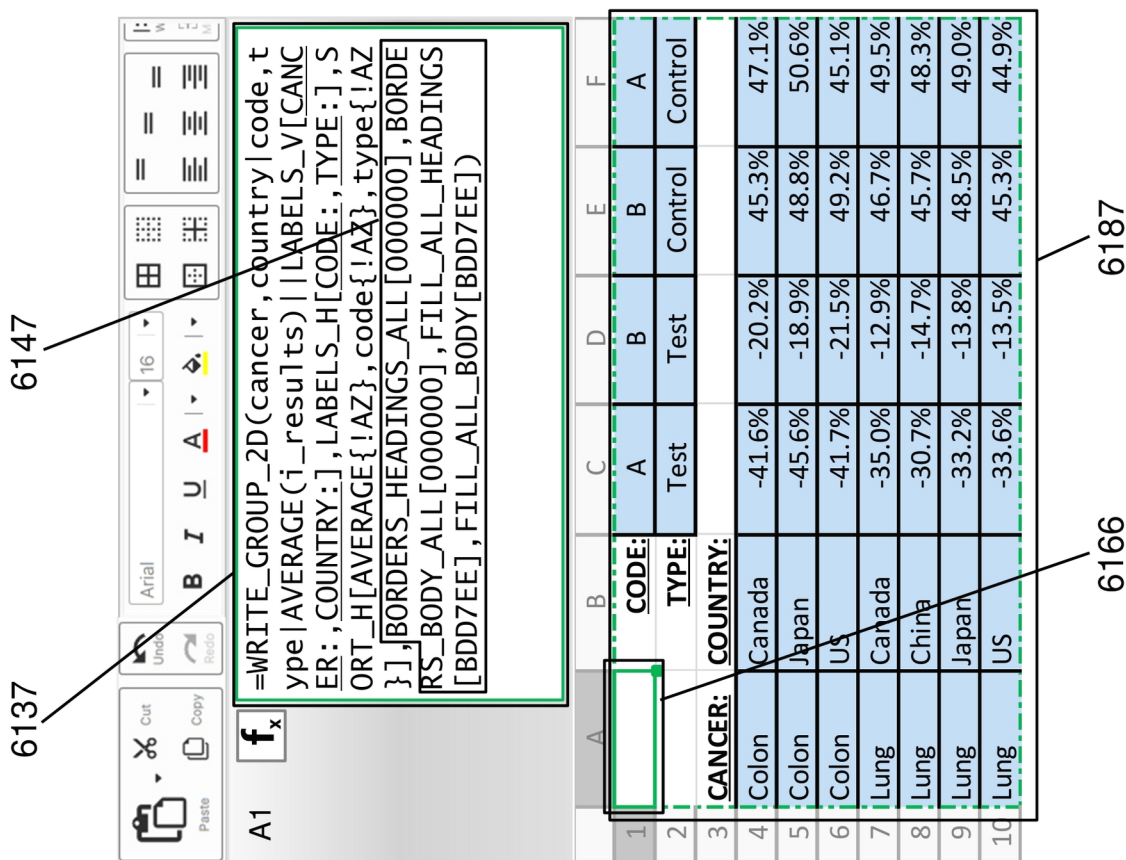 6137 6147
Paste Cut Copy Undo Redo Arial 16 B I U A
A1 fx
=WRITE_GROUP_2D(cancer,country|code,t
ype|AVERAGE(i_results)||LABELS_V[CANC
ER:,COUNTRY:],LABELS_H[CODE:,TYPE:],S
ORT_H[AVERAGE{!AZ},code{!AZ},type{!AZ
}],BORDERS_HEADINGS_ALL[000000],BORDE
RS_BODY_ALL[000000],FILL_ALL_HEADINGS
[BDD7EE],FILL_ALL_BODY[BDD7EE])
A B C D E F
1 CODE: A B B A
2 TYPE: Test Test Control Control
3 CANCER: COUNTRY:
4 Colon Canada -41.6% -20.2% 45.3% 47.1%
5 Colon Japan -45.6% -18.9% 48.8% 50.6%
6 Colon US -41.7% -21.5% 49.2% 45.1%
7 Lung Canada -35.0% -12.9% 46.7% 49.5%
8 Lung China -30.7% -14.7% 45.7% 48.3%
9 Lung Japan -33.2% -13.8% 48.5% 49.0%
10 Lung US -33.6% -13.5% 45.3% 44.9%
6166 6187